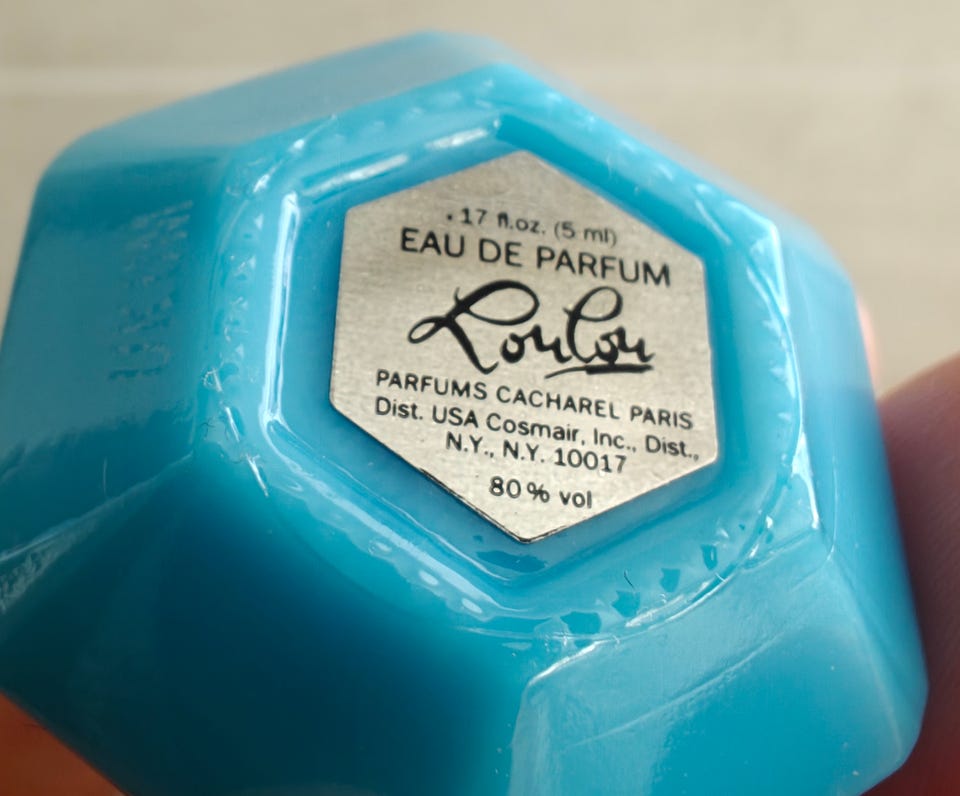 .17 fl.oz. (5 ml)
EAU DE PARFUM
Loulou
PARFUMS CACHAREL PARIS
Dist. USA Cosmair, Inc., Dist.,
N.Y., N.Y. 10017
80% vol